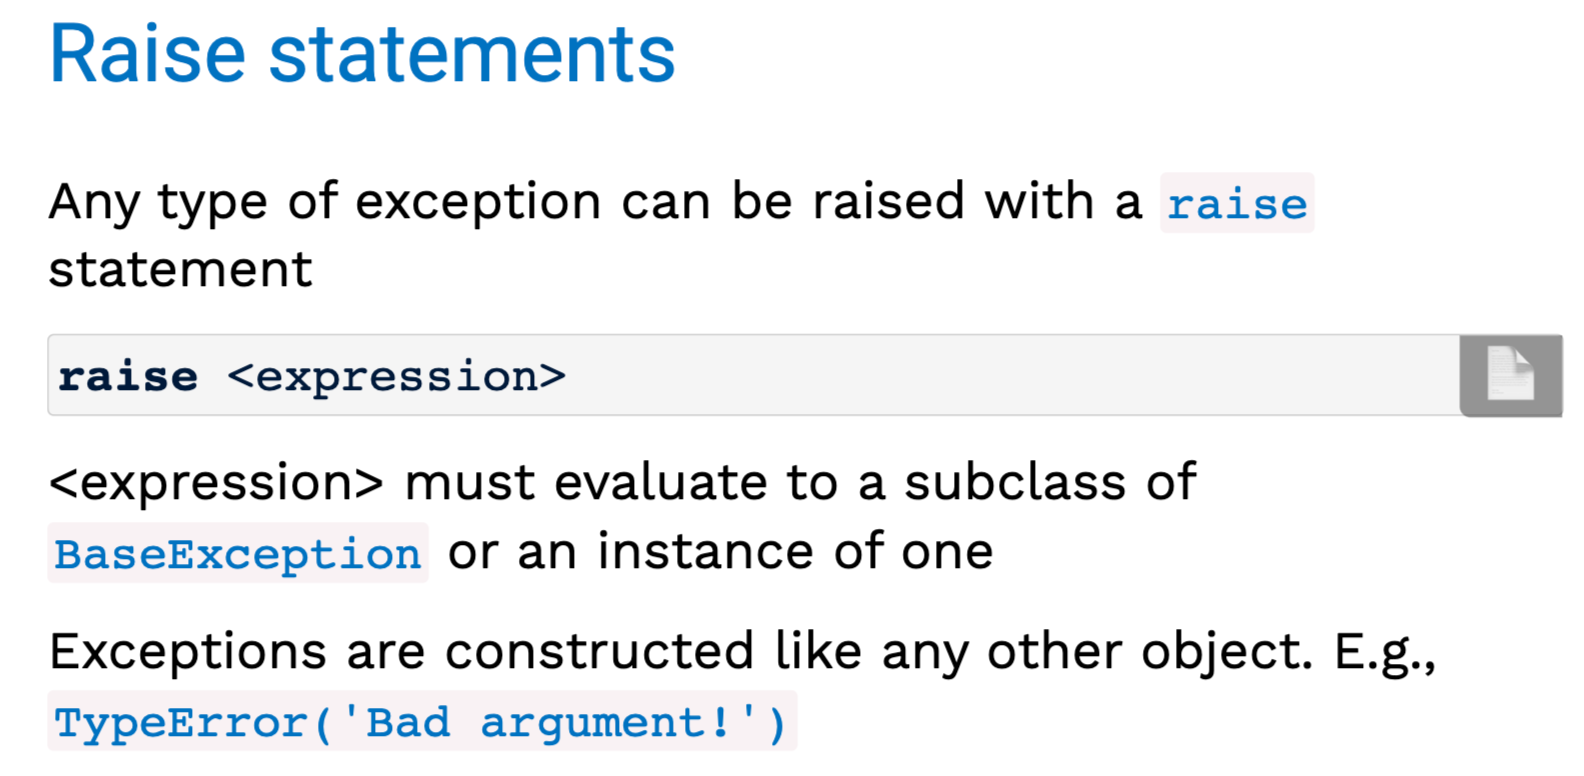 Raise statements
Any type of exception can be raised with a raise
statement
raise <expression>
<expression> must evaluate to a subclass of
BaseException or an instance of one
Exceptions are constructed like any other object. E.g.,
TypeError('Bad argument!')